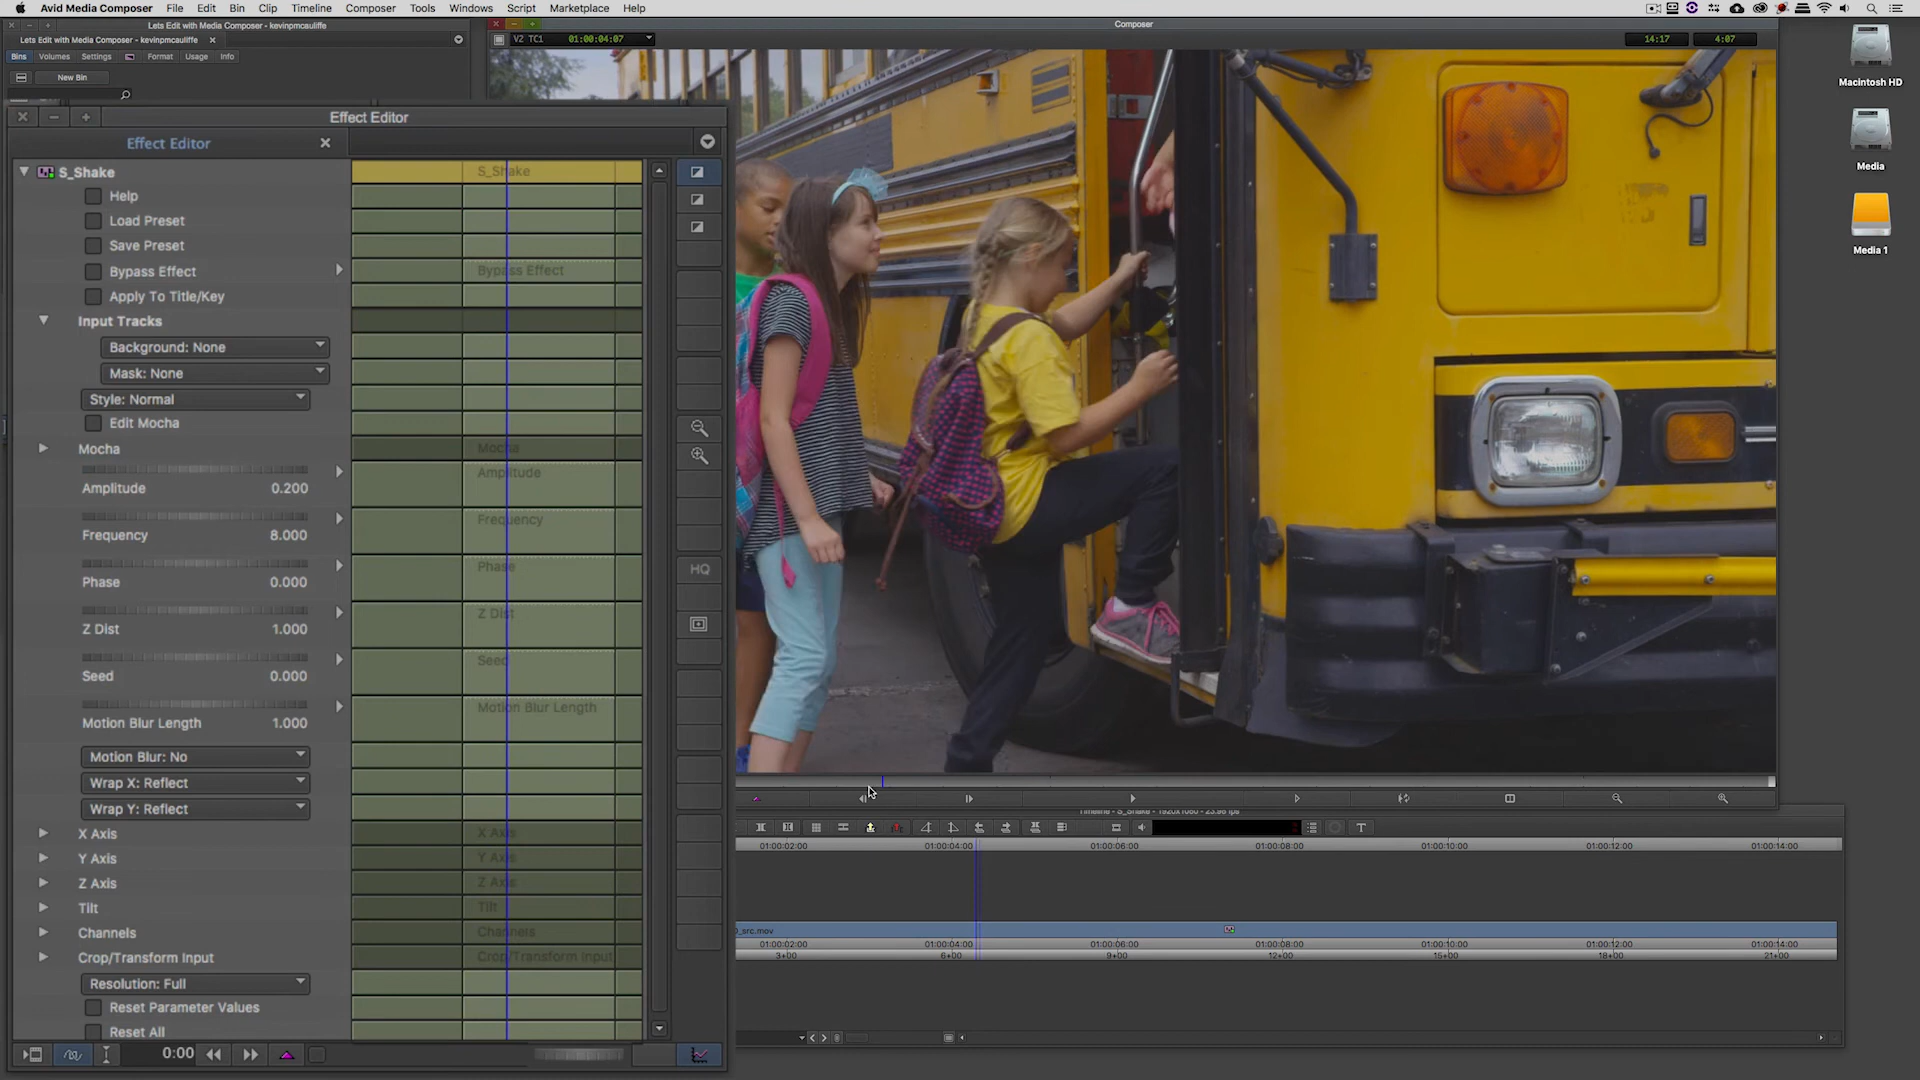 Avid Media Composer File Edit Bin Clip Timeline Composer Tools Windows Marketplace Help
Lets Edit with Media Composer - kevinpmcauliffe
Lets Edit with Media Composer - kevinpmcauliffe
Bins Volumes Settings Format Usage Info
New Bin
Composer
V2 TC1 01:00:04:07
14:17 4:07
Macintosh HD
Media
Media 1
Effect Editor
Effect Editor
S_Shake S_Shake
Help
Load Preset
Save Preset
Bypass Effect Bypass Effect
Apply To Title/Key
Input Tracks
Background: None
Mask: None
Style: Normal
Edit Mocha
Mocha Mocha
Amplitude
Amplitude 0.200
Frequency
Frequency 8.000
Phase
Phase 0.000
Z Dist
Z Dist 1.000
Seed
Seed 0.000
Motion Blur Length
Motion Blur Length 1.000
Motion Blur: No
Wrap X: Reflect
Wrap Y: Reflect
X Axis X Axis
Y Axis Y Axis
Z Axis Z Axis
Tilt Tilt
Channels Channels
Crop/Transform Input Crop/Transform Input
Resolution: Full
Reset Parameter Values
Reset All
0:00
HQ
Timeline - S_Shake - 1920x1080 - 23.98 fps
T
01:00:02:00 01:00:04:00 01:00:06:00 01:00:08:00 01:00:10:00 01:00:12:00 01:00:14:00
_src.mov
01:00:02:00 01:00:04:00 01:00:06:00 01:00:08:00 01:00:10:00 01:00:12:00 01:00:14:00
3+00 6+00 9+00 12+00 15+00 18+00 21+00